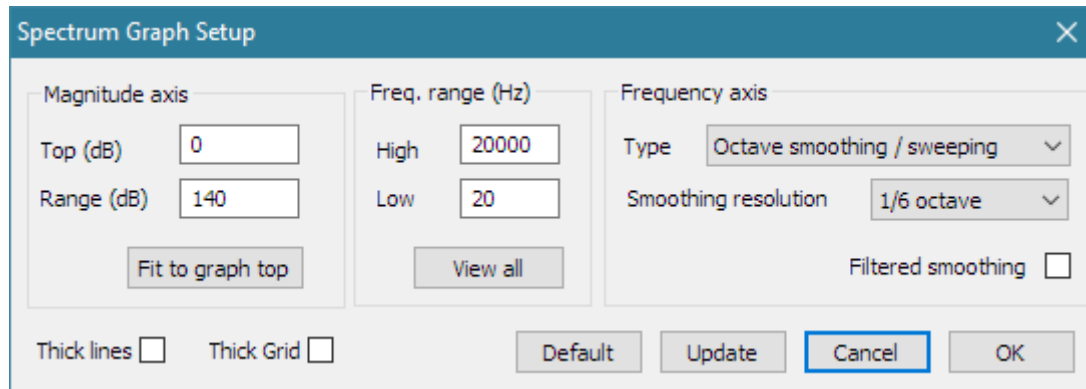 Spectrum Graph Setup
Magnitude axis
Top (dB) 0
Range (dB) 140
Fit to graph top
Freq. range (Hz)
High 20000
Low 20
View all
Frequency axis
Type Octave smoothing / sweeping
Smoothing resolution 1/6 octave
Filtered smoothing
Thick lines Thick Grid Default Update Cancel OK